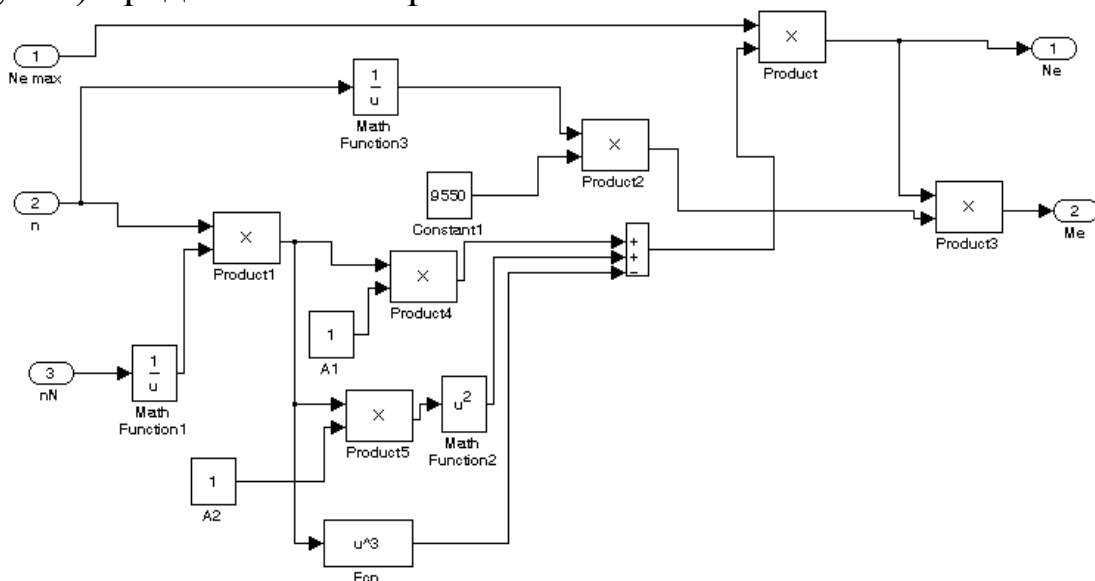 1
Ne max
×
Product
1
Ne
1
u
Math
Function3
×
Product2
9550
Constant1
2
n
×
Product1
×
Product4
+
+
−
×
Product3
2
Me
1
A1
3
nN
1
u
Math
Function1
×
Product5
u²
Math
Function2
1
A2
u^3